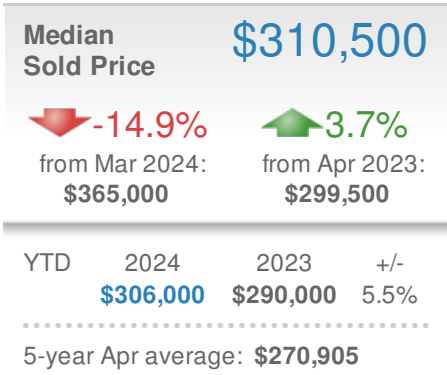 Median
Sold Price
$310,500
-14.9%
from Mar 2024:
$365,000
3.7%
from Apr 2023:
$299,500
YTD 2024 2023 +/-
$306,000 $290,000 5.5%
5-year Apr average: $270,905